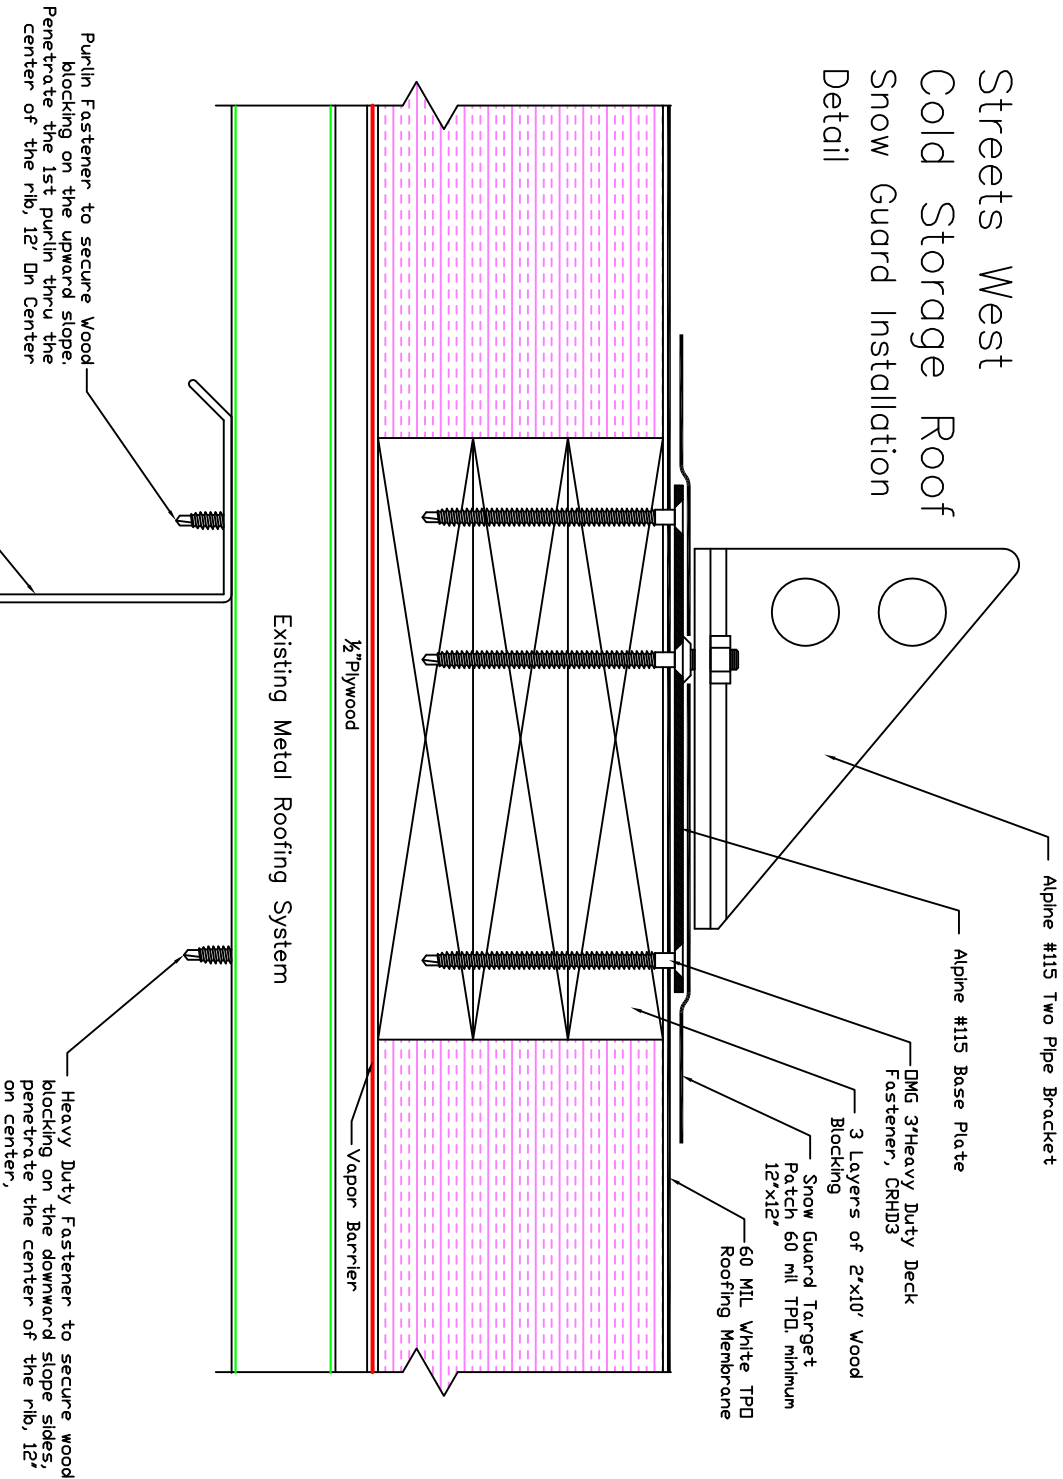 Streets West
Cold Storage Roof
Snow Guard Installation
Detail
Alpine #115 Two Pipe Bracket
Alpine #115 Base Plate
OMG 3"Heavy Duty Deck
Fastener, CRHD3
3 Layers of 2"x10' Wood
Blocking
Snow Guard Target
Patch 60 mil TPO. minimum
12"x12"
60 MIL White TPO
Roofing Membrane
Vapor Barrier
½"Plywood
Existing Metal Roofing System
Purlin Fastener to secure Wood
blocking on the upward slope.
Penetrate the 1st purlin thru the
center of the rib, 12' On Center
Heavy Duty Fastener to secure wood
blocking on the downward slope sides,
penetrate the center of the rib, 12"
on center,